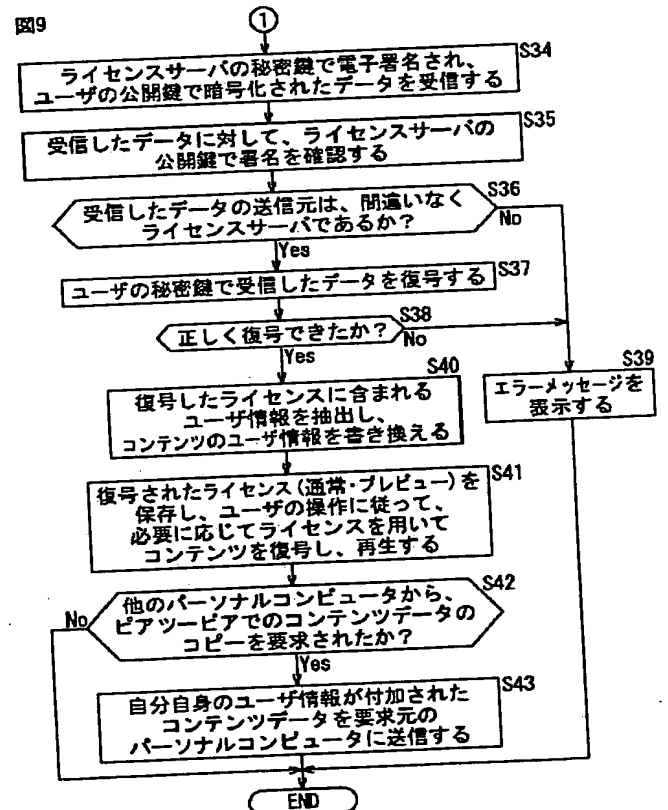 図9
1
S34
ライセンスサーバの秘密鍵で電子署名され、
ユーザの公開鍵で暗号化されたデータを受信する
S35
受信したデータに対して、ライセンスサーバの
公開鍵で署名を確認する
S36
受信したデータの送信元は、間違いなく
ライセンスサーバであるか？
No
Yes
S37
ユーザの秘密鍵で受信したデータを復号する
S38
正しく復号できたか？
No
Yes
S39
エラーメッセージを
表示する
S40
復号したライセンスに含まれる
ユーザ情報を抽出し、
コンテンツのユーザ情報を書き換える
S41
復号されたライセンス(通常・プレビュー)を
保存し、ユーザの操作に従って、
必要に応じてライセンスを用いて
コンテンツを復号し、再生する
S42
他のパーソナルコンピュータから、
ピアツーピアでのコンテンツデータの
コピーを要求されたか？
No
Yes
S43
自分自身のユーザ情報が付加された
コンテンツデータを要求元の
パーソナルコンピュータに送信する
END